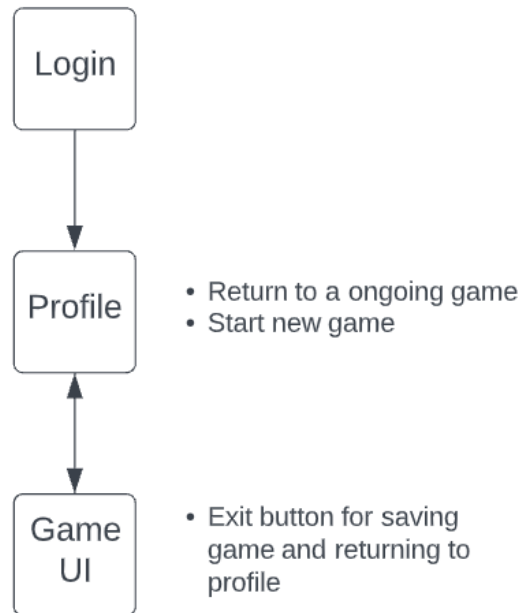 Login
Profile
• Return to a ongoing game
• Start new game
Game
UI
• Exit button for saving
game and returning to
profile